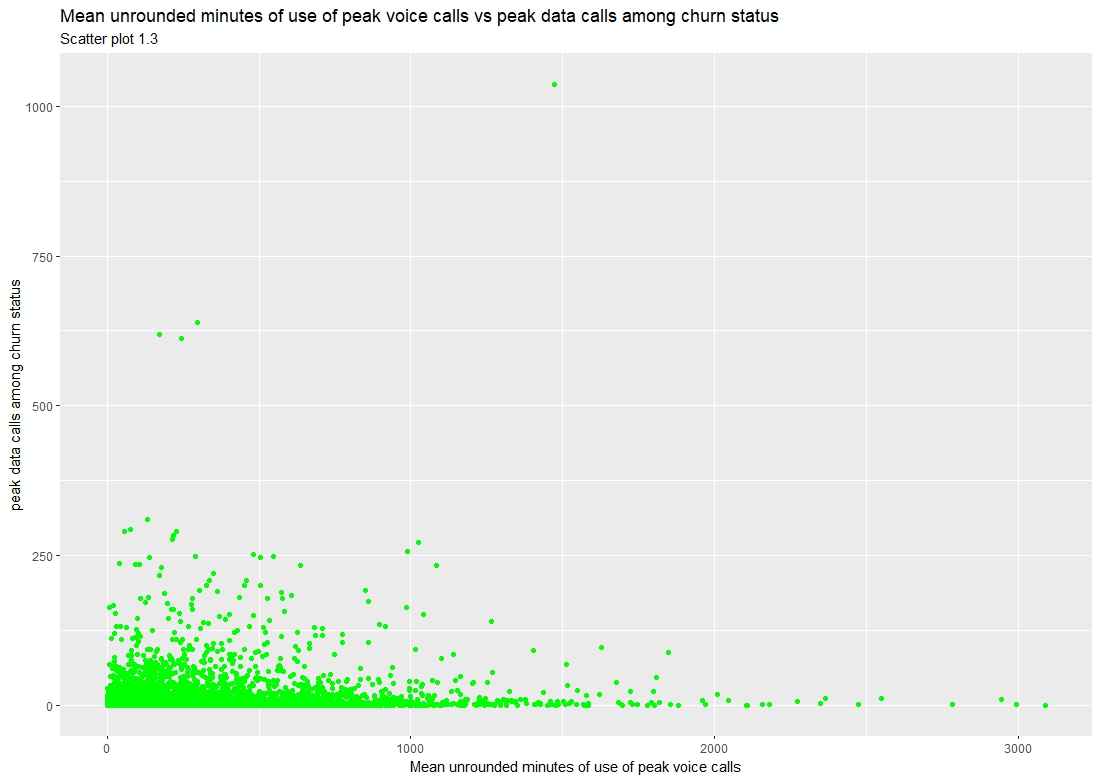 Mean unrounded minutes of use of peak voice calls vs peak data calls among churn status
Scatter plot 1.3
peak data calls among churn status
1000
750
500
250
0
0 1000 2000 3000
Mean unrounded minutes of use of peak voice calls